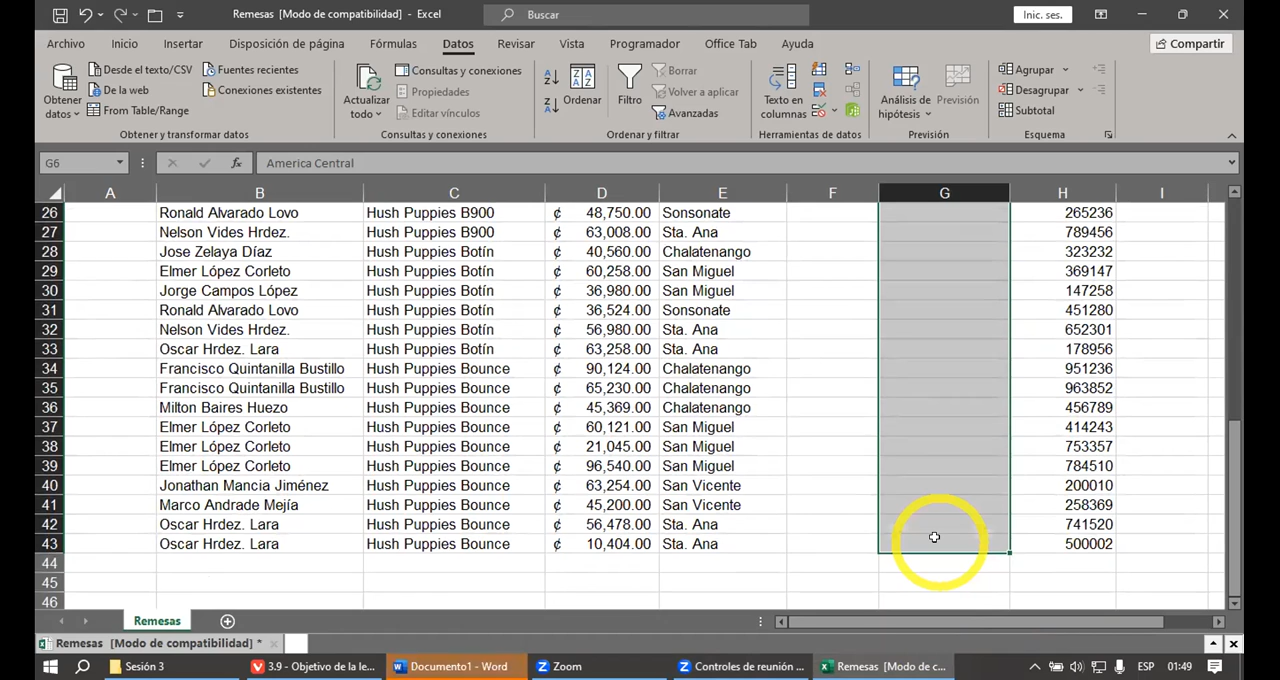 Remesas [Modo de compatibilidad] - Excel
Buscar
Inic. ses.
Archivo Inicio Insertar Disposición de página Fórmulas Datos Revisar Vista Programador Office Tab Ayuda
Compartir
Obtener datos
Desde el texto/CSV
De la web
From Table/Range
Fuentes recientes
Conexiones existentes
Obtener y transformar datos
Actualizar todo
Consultas y conexiones
Propiedades
Editar vínculos
Consultas y conexiones
Ordenar
Filtro
Borrar
Volver a aplicar
Avanzadas
Ordenar y filtrar
Texto en columnas
Herramientas de datos
Análisis de hipótesis
Previsión
Previsión
Agrupar
Desagrupar
Subtotal
Esquema
G6 fx America Central
A B C D E F G H I
26 Ronald Alvarado Lovo Hush Puppies B900 ₡ 48,750.00 Sonsonate 265236
27 Nelson Vides Hrdez. Hush Puppies B900 ₡ 63,008.00 Sta. Ana 789456
28 Jose Zelaya Díaz Hush Puppies Botín ₡ 40,560.00 Chalatenango 323232
29 Elmer López Corleto Hush Puppies Botín ₡ 60,258.00 San Miguel 369147
30 Jorge Campos López Hush Puppies Botín ₡ 36,980.00 San Miguel 147258
31 Ronald Alvarado Lovo Hush Puppies Botín ₡ 36,524.00 Sonsonate 451280
32 Nelson Vides Hrdez. Hush Puppies Botín ₡ 56,980.00 Sta. Ana 652301
33 Oscar Hrdez. Lara Hush Puppies Botín ₡ 63,258.00 Sta. Ana 178956
34 Francisco Quintanilla Bustillo Hush Puppies Bounce ₡ 90,124.00 Chalatenango 951236
35 Francisco Quintanilla Bustillo Hush Puppies Bounce ₡ 65,230.00 Chalatenango 963852
36 Milton Baires Huezo Hush Puppies Bounce ₡ 45,369.00 Chalatenango 456789
37 Elmer López Corleto Hush Puppies Bounce ₡ 60,121.00 San Miguel 414243
38 Elmer López Corleto Hush Puppies Bounce ₡ 21,045.00 San Miguel 753357
39 Elmer López Corleto Hush Puppies Bounce ₡ 96,540.00 San Miguel 784510
40 Jonathan Mancia Jiménez Hush Puppies Bounce ₡ 63,254.00 San Vicente 200010
41 Marco Andrade Mejía Hush Puppies Bounce ₡ 45,200.00 San Vicente 258369
42 Oscar Hrdez. Lara Hush Puppies Bounce ₡ 56,478.00 Sta. Ana 741520
43 Oscar Hrdez. Lara Hush Puppies Bounce ₡ 10,404.00 Sta. Ana 500002
44
45
46
Remesas
Remesas [Modo de compatibilidad] *
Sesión 3
3.9 - Objetivo de la le...
Documento1 - Word
Zoom
Controles de reunión ...
Remesas [Modo de c...
ESP 01:49